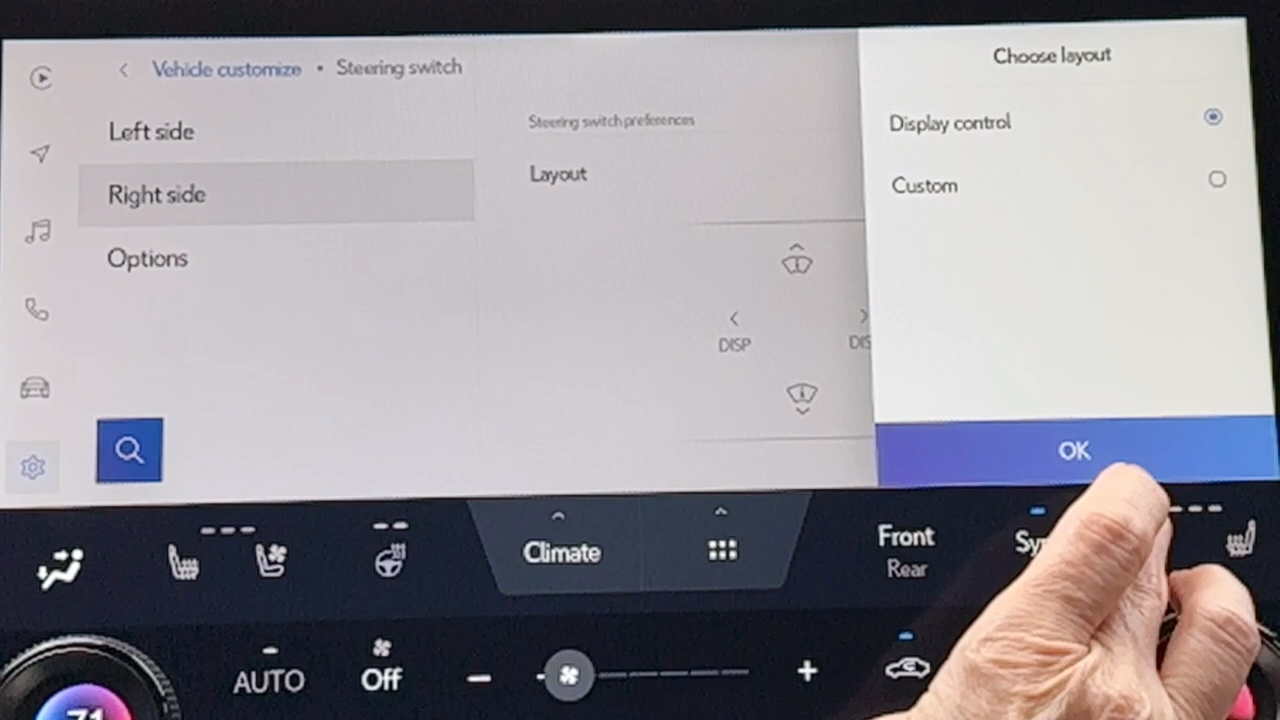 Vehicle customize • Steering switch
Left side
Right side
Options
Steering switch preferences
Layout
DISP
Choose layout
Display control
Custom
OK
Climate
Front
Rear
AUTO
Off
71